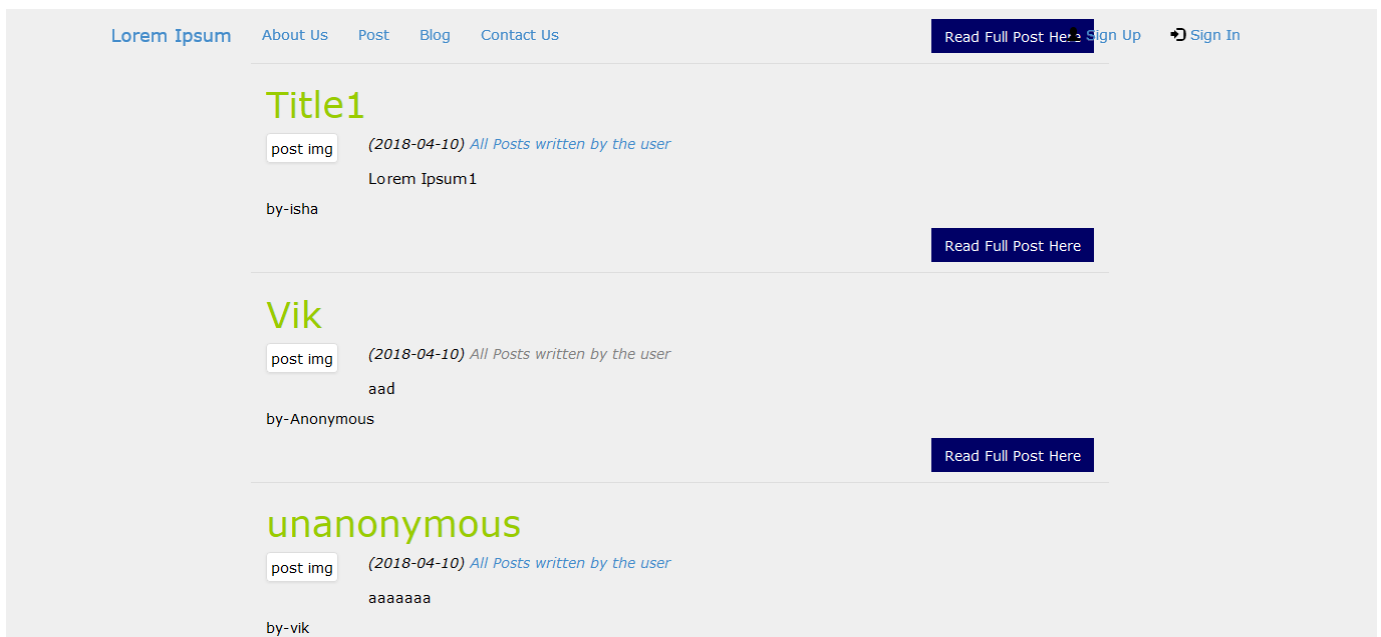 Lorem Ipsum About Us Post Blog Contact Us Read Full Post Here Sign Up Sign In
Title1
post img (2018-04-10) All Posts written by the user
Lorem Ipsum1
by-isha
Read Full Post Here
Vik
post img (2018-04-10) All Posts written by the user
aad
by-Anonymous
Read Full Post Here
unanonymous
post img (2018-04-10) All Posts written by the user
aaaaaaa
by-vik